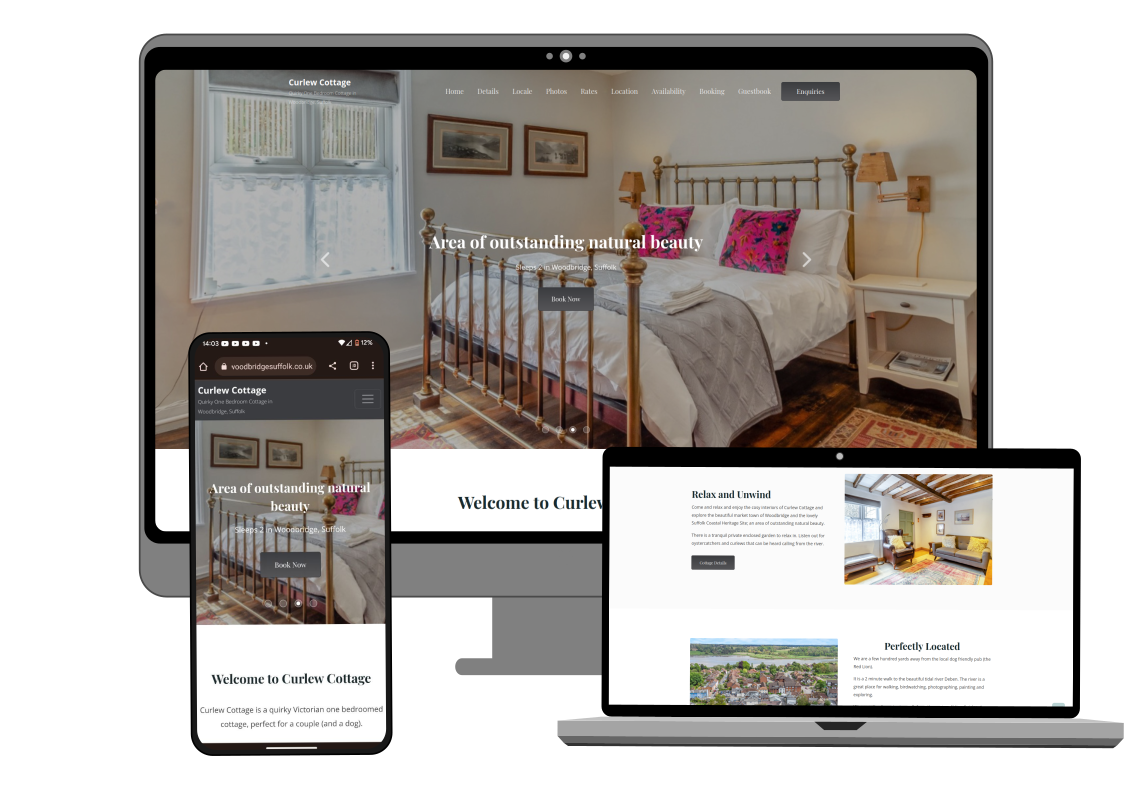 Curlew Cottage
Quirky One Bedroom Cottage in
Woodbridge, Suffolk
Home Details Locale Photos Rates Location Availability Booking Guestbook Enquiries
Area of outstanding natural beauty
Sleeps 2 in Woodbridge, Suffolk
Book Now
Welcome to Curlew
14:03 12%
voodbridgesuffolk.co.uk
Curlew Cottage
Quirky One Bedroom Cottage in
Woodbridge, Suffolk
Area of outstanding natural
beauty
Sleeps 2 in Woodbridge, Suffolk
Book Now
Welcome to Curlew Cottage
Curlew Cottage is a quirky Victorian one bedroomed
cottage, perfect for a couple (and a dog).
Relax and Unwind
Come and relax and enjoy the cosy interiors of Curlew Cottage and
explore the beautiful market town of Woodbridge and the lovely
Suffolk Coastal Heritage Site; an area of outstanding natural beauty.
There is a tranquil private enclosed garden to relax in. Listen out for
oystercatchers and curlews that can be heard calling from the river.
Cottage Details
Perfectly Located
We are a few hundred yards away from the local dog friendly pub (the
Red Lion).
It is a 2 minute walk to the beautiful tidal river Deben. The river is a
great place for walking, birdwatching, photographing, painting and
exploring.